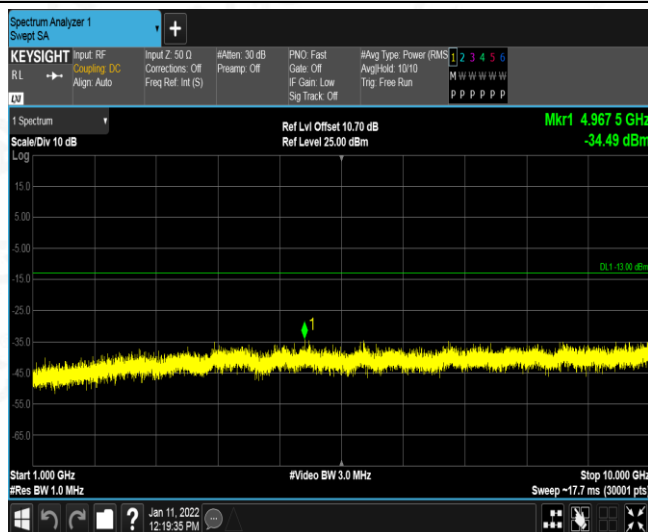 Spectrum Analyzer 1
Swept SA
+
KEYSIGHT
RL
LXI
Input: RF
Coupling: DC
Align: Auto
Input Z: 50 Ω
Corrections: Off
Freq Ref: Int (S)
#Atten: 30 dB
Preamp: Off
PNO: Fast
Gate: Off
IF Gain: Low
Sig Track: Off
#Avg Type: Power (RMS
Avg|Hold: 10/10
Trig: Free Run
1 2 3 4 5 6
M W W W W W
P P P P P P
1 Spectrum
Scale/Div 10 dB
Log
Ref Lvl Offset 10.70 dB
Ref Level 25.00 dBm
Mkr1 4.967 5 GHz
-34.49 dBm
15.0
5.00
-5.00
-15.0
-25.0
-35.0
-45.0
-55.0
-65.0
DL1 -13.00 dBm
1
Start 1.000 GHz
#Res BW 1.0 MHz
#Video BW 3.0 MHz
Stop 10.000 GHz
Sweep ~17.7 ms (30001 pts)
?
Jan 11, 2022
12:19:35 PM